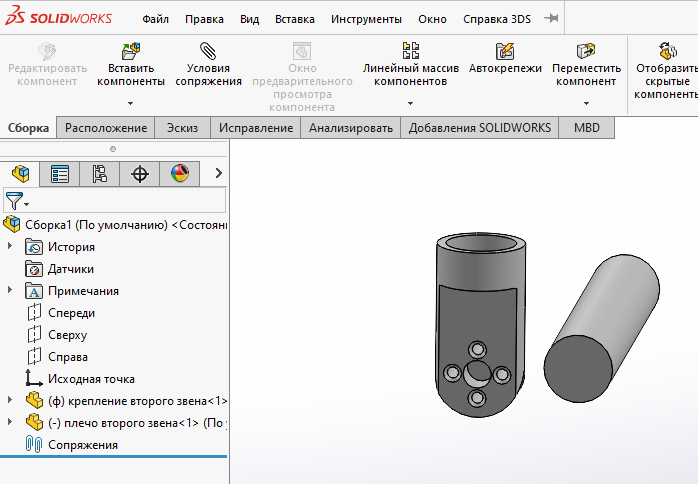 SOLIDWORKS Файл Правка Вид Вставка Инструменты Окно Справка 3DS
Редактировать компонент
Вставить компоненты
Условия сопряжения
Окно предварительного просмотра компонента
Линейный массив компонентов
Автокрепежи
Переместить компонент
Отобразить скрытые компоненты
Сборка Расположение Эскиз Исправление Анализировать Добавления SOLIDWORKS MBD
Сборка1 (По умолчанию) <Состояни
История
Датчики
Примечания
Спереди
Сверху
Справа
Исходная точка
(ф) крепление второго звена<1>
(-) плечо второго звена<1> (По у
Сопряжения